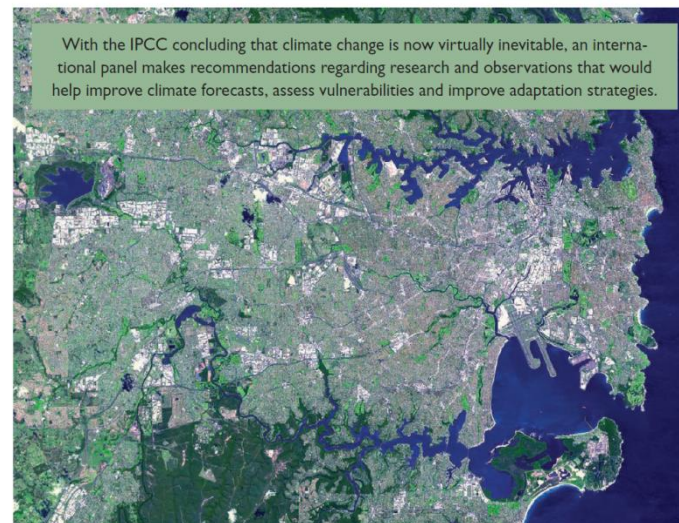 With the IPCC concluding that climate change is now virtually inevitable, an interna-
tional panel makes recommendations regarding research and observations that would
help improve climate forecasts, assess vulnerabilities and improve adaptation strategies.